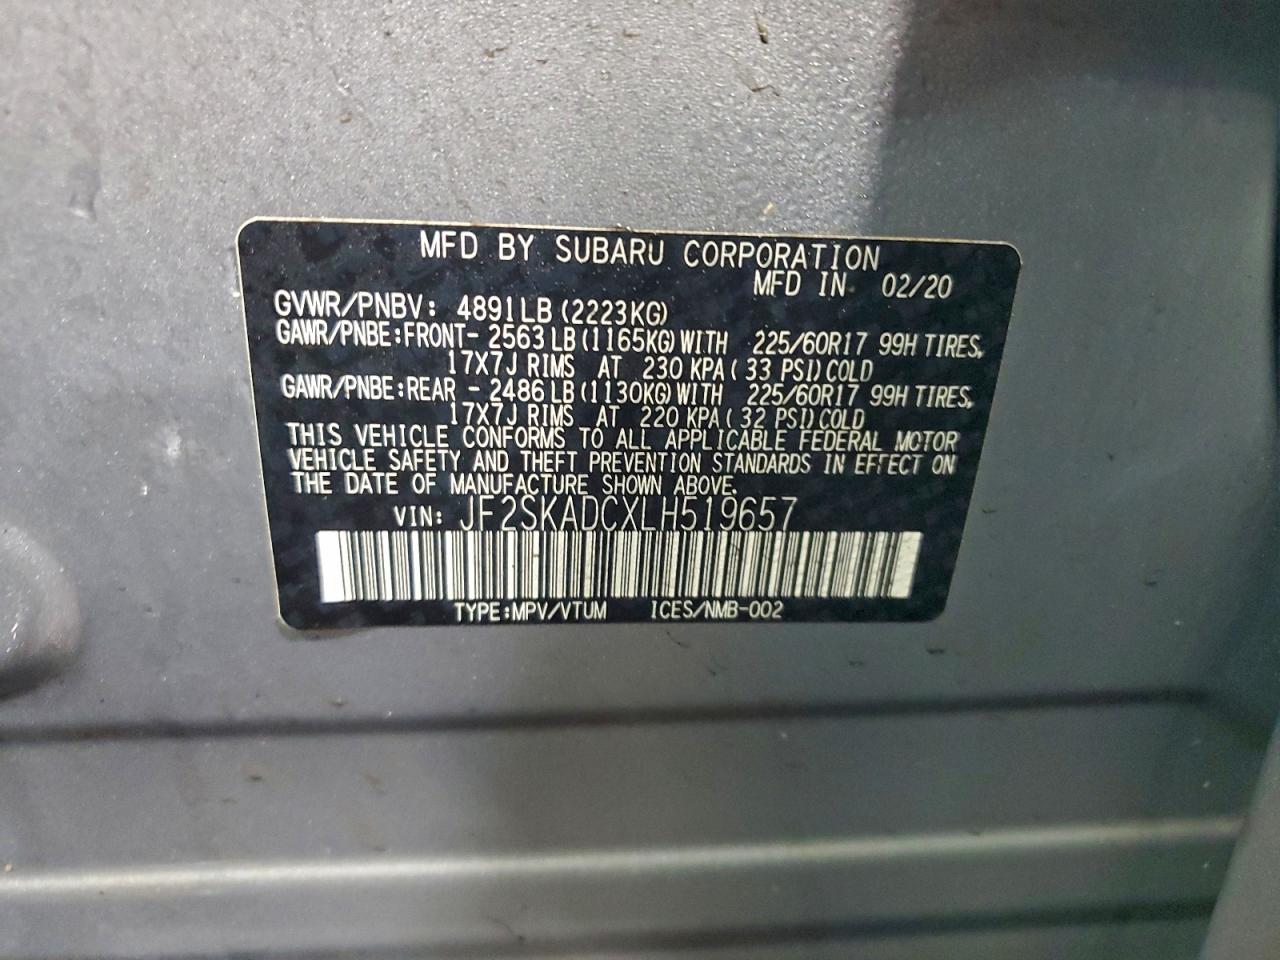 MFD BY SUBARU CORPORATION
MFD IN 02/20
GVWR/PNBV: 4891LB (2223KG)
GAWR/PNBE:FRONT- 2563LB (1165KG)WITH 225/60R17 99H TIRES,
17X7J RIMS AT 230 KPA ( 33 PSI) COLD
GAWR/PNBE:REAR - 2486LB (1130KG)WITH 225/60R17 99H TIRES,
17X7J RIMS AT 220 KPA ( 32 PSI) COLD
THIS VEHICLE CONFORMS TO ALL APPLICABLE FEDERAL MOTOR
VEHICLE SAFETY AND THEFT PREVENTION STANDARDS IN EFFECT ON
THE DATE OF MANUFACTURE SHOWN ABOVE.
VIN: JF2SKADCXLH519657
TYPE:MPV/VTUM ICES/NMB-002